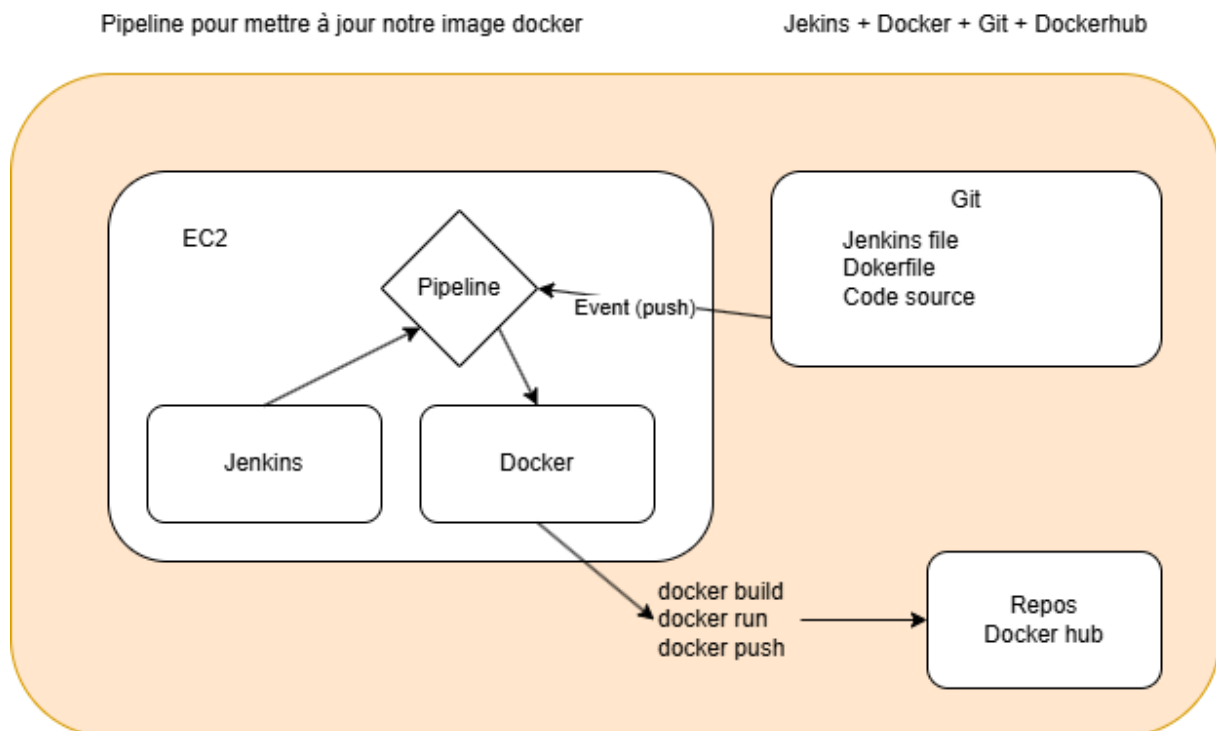 Pipeline pour mettre à jour notre image docker
Jekins + Docker + Git + Dockerhub
EC2
Pipeline
Event (push)
Jenkins
Docker
Git
Jenkins file
Dokerfile
Code source
docker build
docker run
docker push
Repos
Docker hub